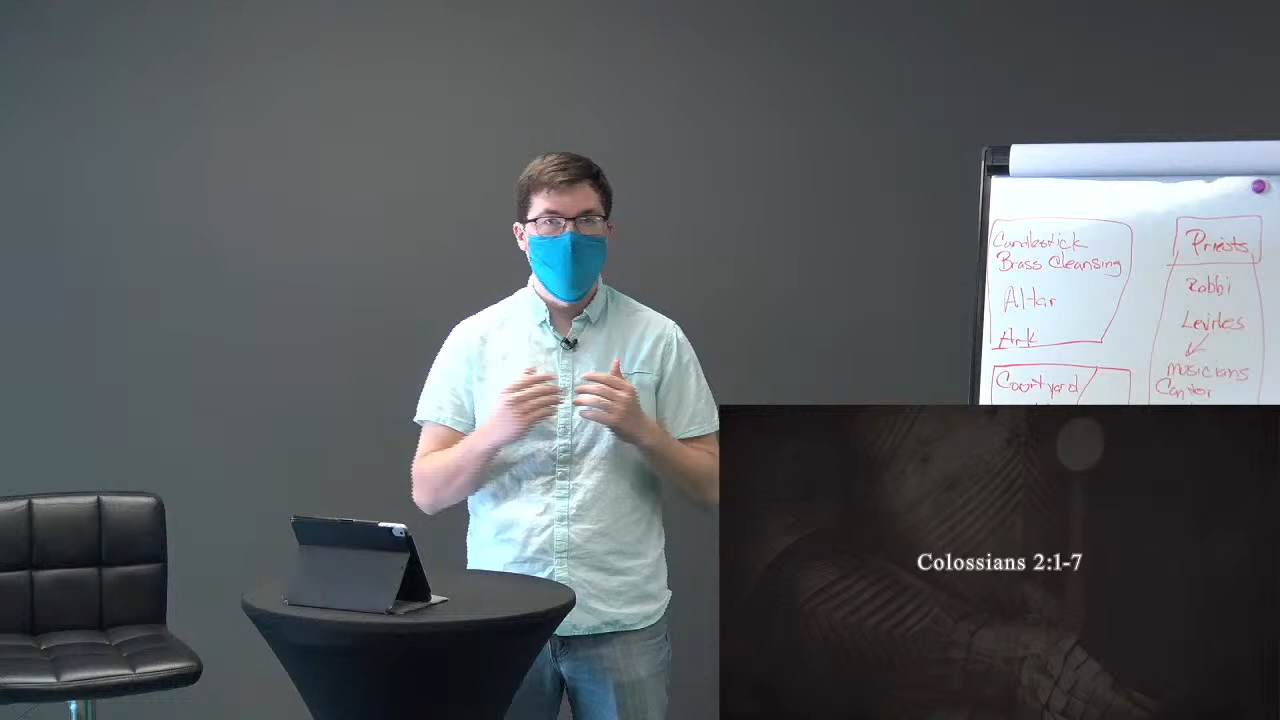 Candlestick
Brass Cleansing
Altar
Ark
Courtyard
Priests
Rabbi
Levites
Musicians
Cantor
Colossians 2:1-7